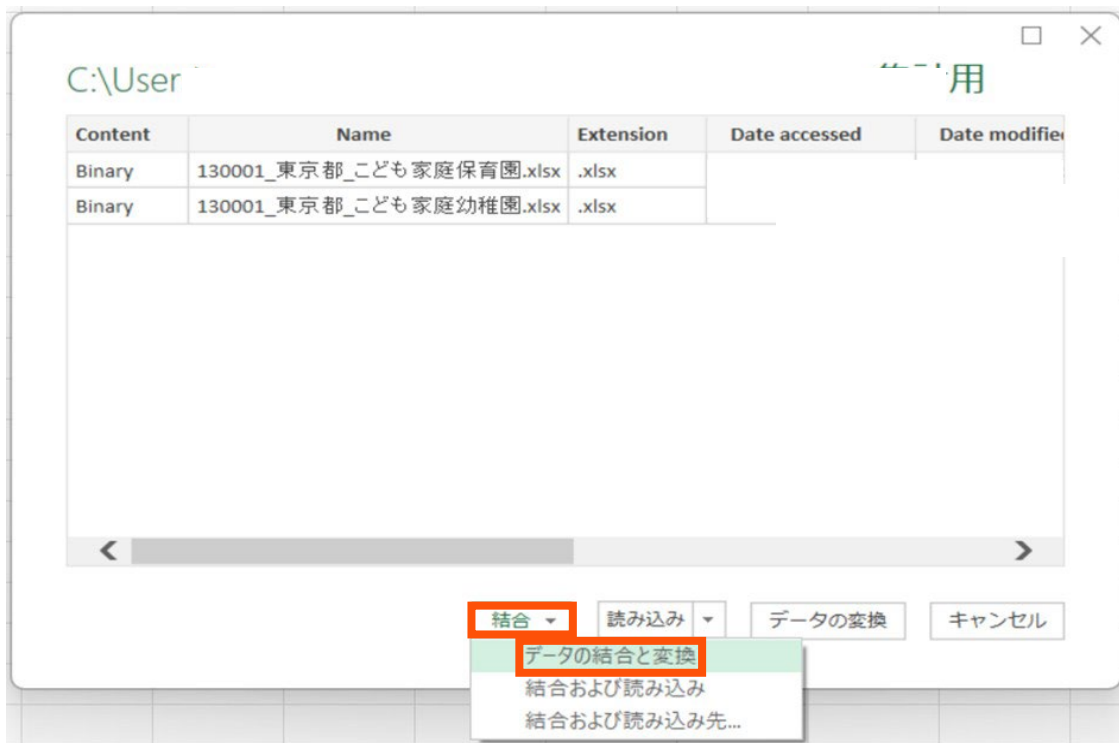 C:\User 用
Content Name Extension Date accessed Date modified
Binary 130001_東京都_こども家庭保育園.xlsx .xlsx
Binary 130001_東京都_こども家庭幼稚園.xlsx .xlsx
結合 読み込み データの変換 キャンセル
データの結合と変換
結合および読み込み
結合および読み込み先...